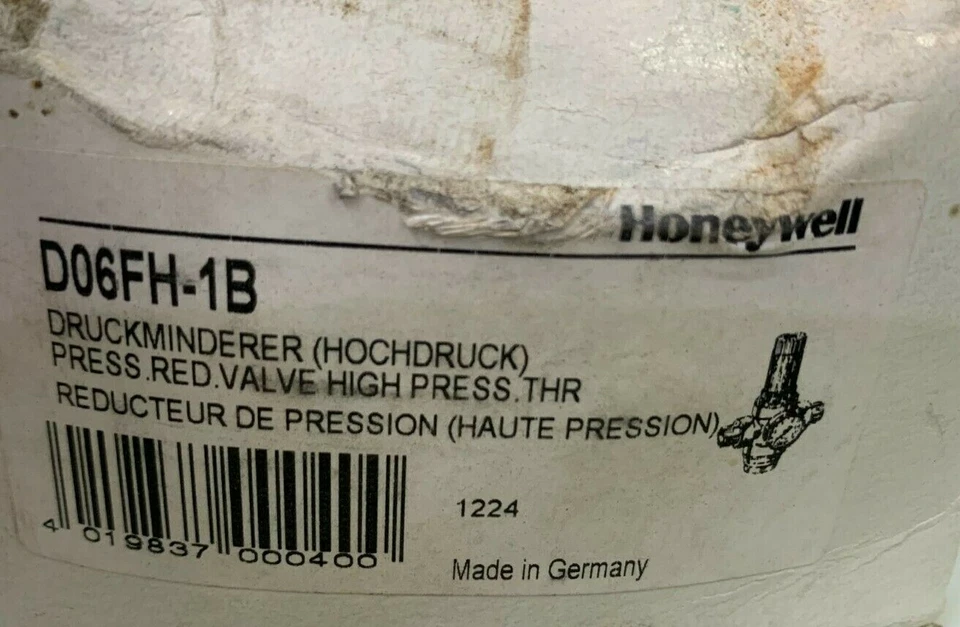 Honeywell
D06FH-1B
DRUCKMINDERER (HOCHDRUCK)
PRESS.RED.VALVE HIGH PRESS.THR
REDUCTEUR DE PRESSION (HAUTE PRESSION)
4 019837 000400
1224
Made in Germany